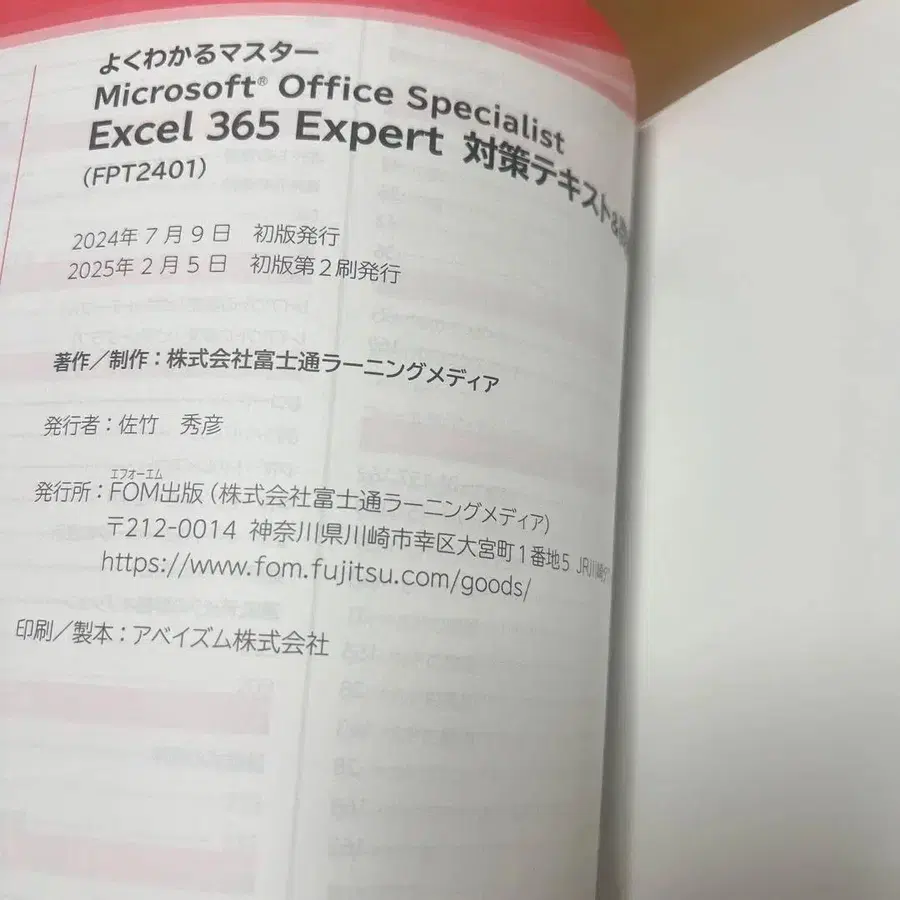 よくわかるマスター
Microsoft® Office Specialist
Excel 365 Expert 対策テキスト&
(FPT2401)
2024年7月9日 初版発行
2025年2月5日 初版第2刷発行
著作/制作:株式会社富士通ラーニングメディア
発行者:佐竹 秀彦
エフオーエム
発行所:FOM出版(株式会社富士通ラーニングメディア)
〒212-0014 神奈川県川崎市幸区大宮町1番地5 JR川崎
https://www.fom.fujitsu.com/goods/
印刷/製本:アベイズム株式会社